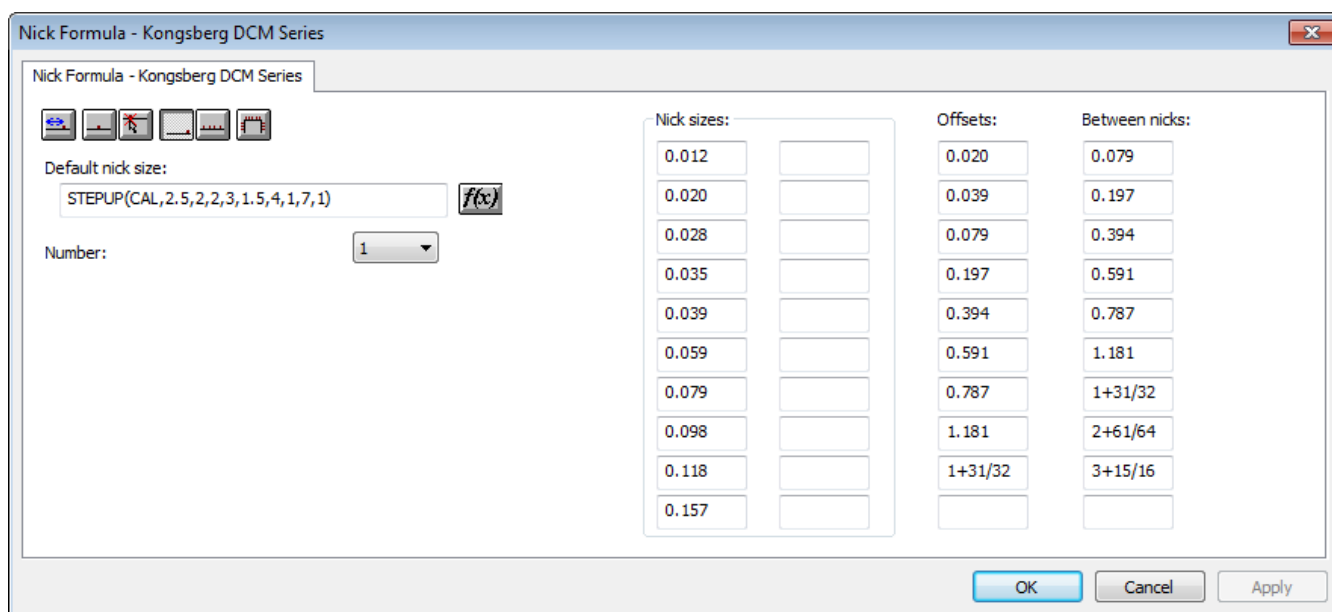 Nick Formula - Kongsberg DCM Series
Nick Formula - Kongsberg DCM Series
Default nick size:
STEPUP(CAL,2.5,2,2,3,1.5,4,1,7,1)
f(x)
Number:
1
Nick sizes: Offsets: Between nicks:
0.012 0.020 0.079
0.020 0.039 0.197
0.028 0.079 0.394
0.035 0.197 0.591
0.039 0.394 0.787
0.059 0.591 1.181
0.079 0.787 1+31/32
0.098 1.181 2+61/64
0.118 1+31/32 3+15/16
0.157
OK Cancel Apply